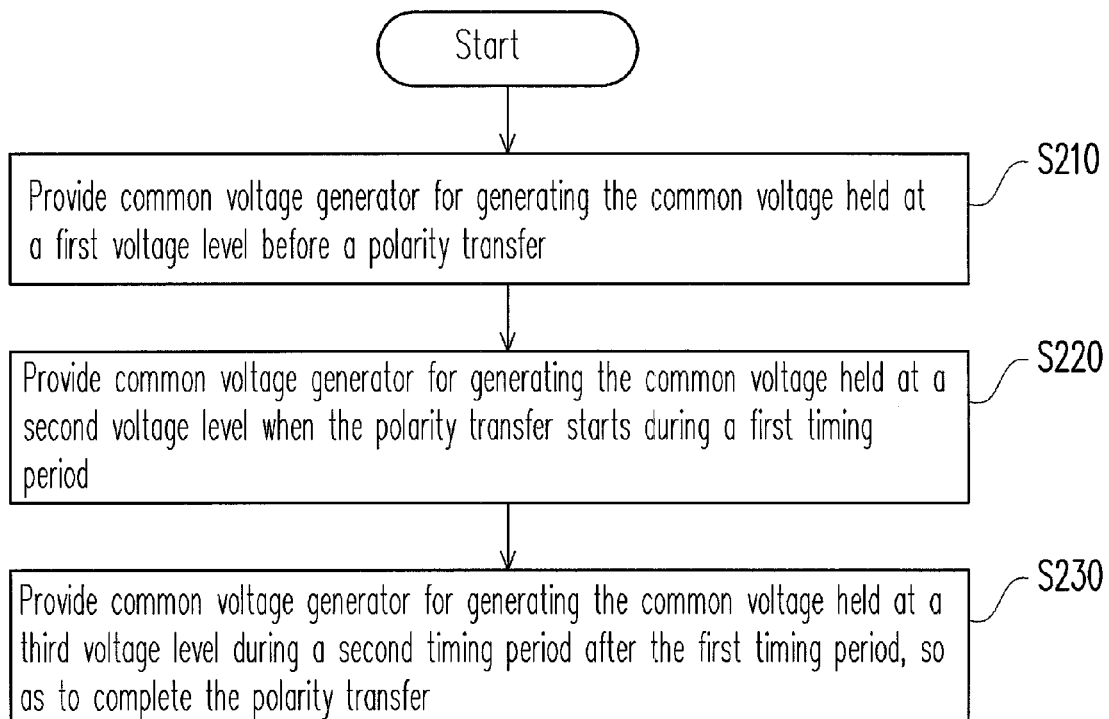 Start
S210
Provide common voltage generator for generating the common voltage held at
a first voltage level before a polarity transfer
S220
Provide common voltage generator for generating the common voltage held at a
second voltage level when the polarity transfer starts during a first timing
period
S230
Provide common voltage generator for generating the common voltage held at a
third voltage level during a second timing period after the first timing period, so
as to complete the polarity transfer